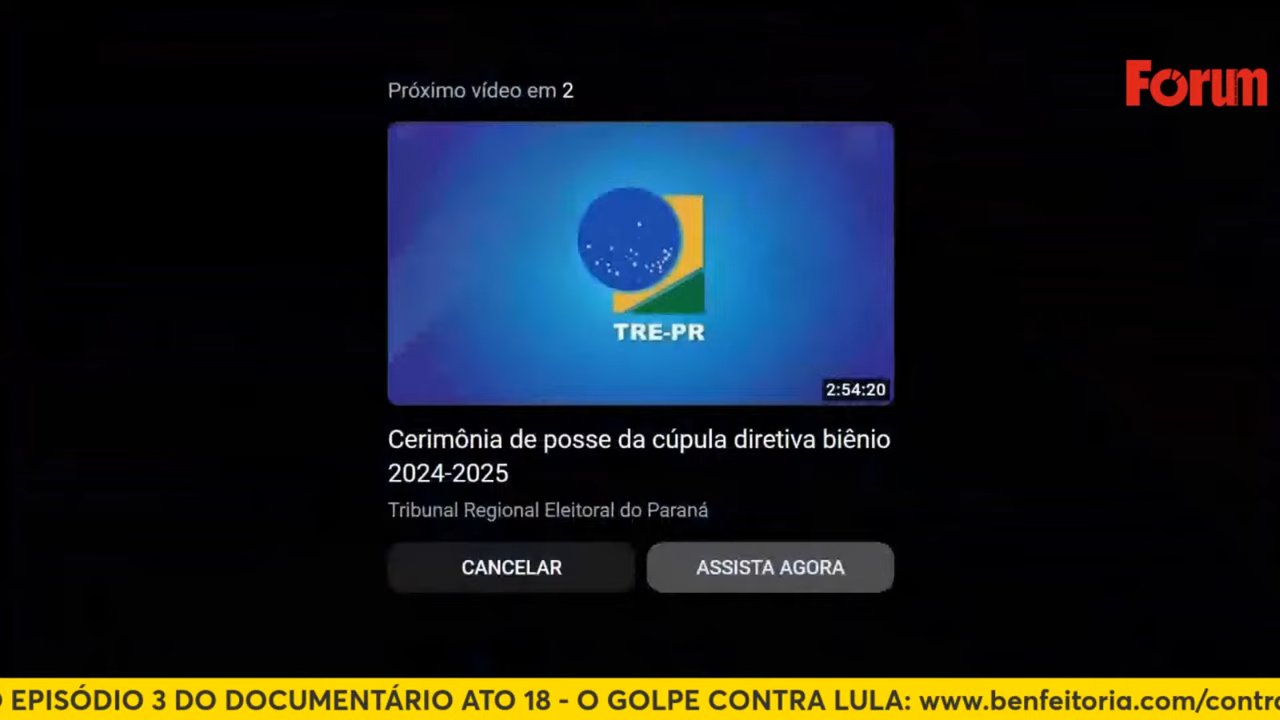 Próximo vídeo em 2
Forum
TRE-PR
2:54:20
Cerimônia de posse da cúpula diretiva biênio
2024-2025
Tribunal Regional Eleitoral do Paraná
CANCELAR
ASSISTA AGORA
EPISÓDIO 3 DO DOCUMENTÁRIO ATO 18 - O GOLPE CONTRA LULA: www.benfeitoria.com/contra